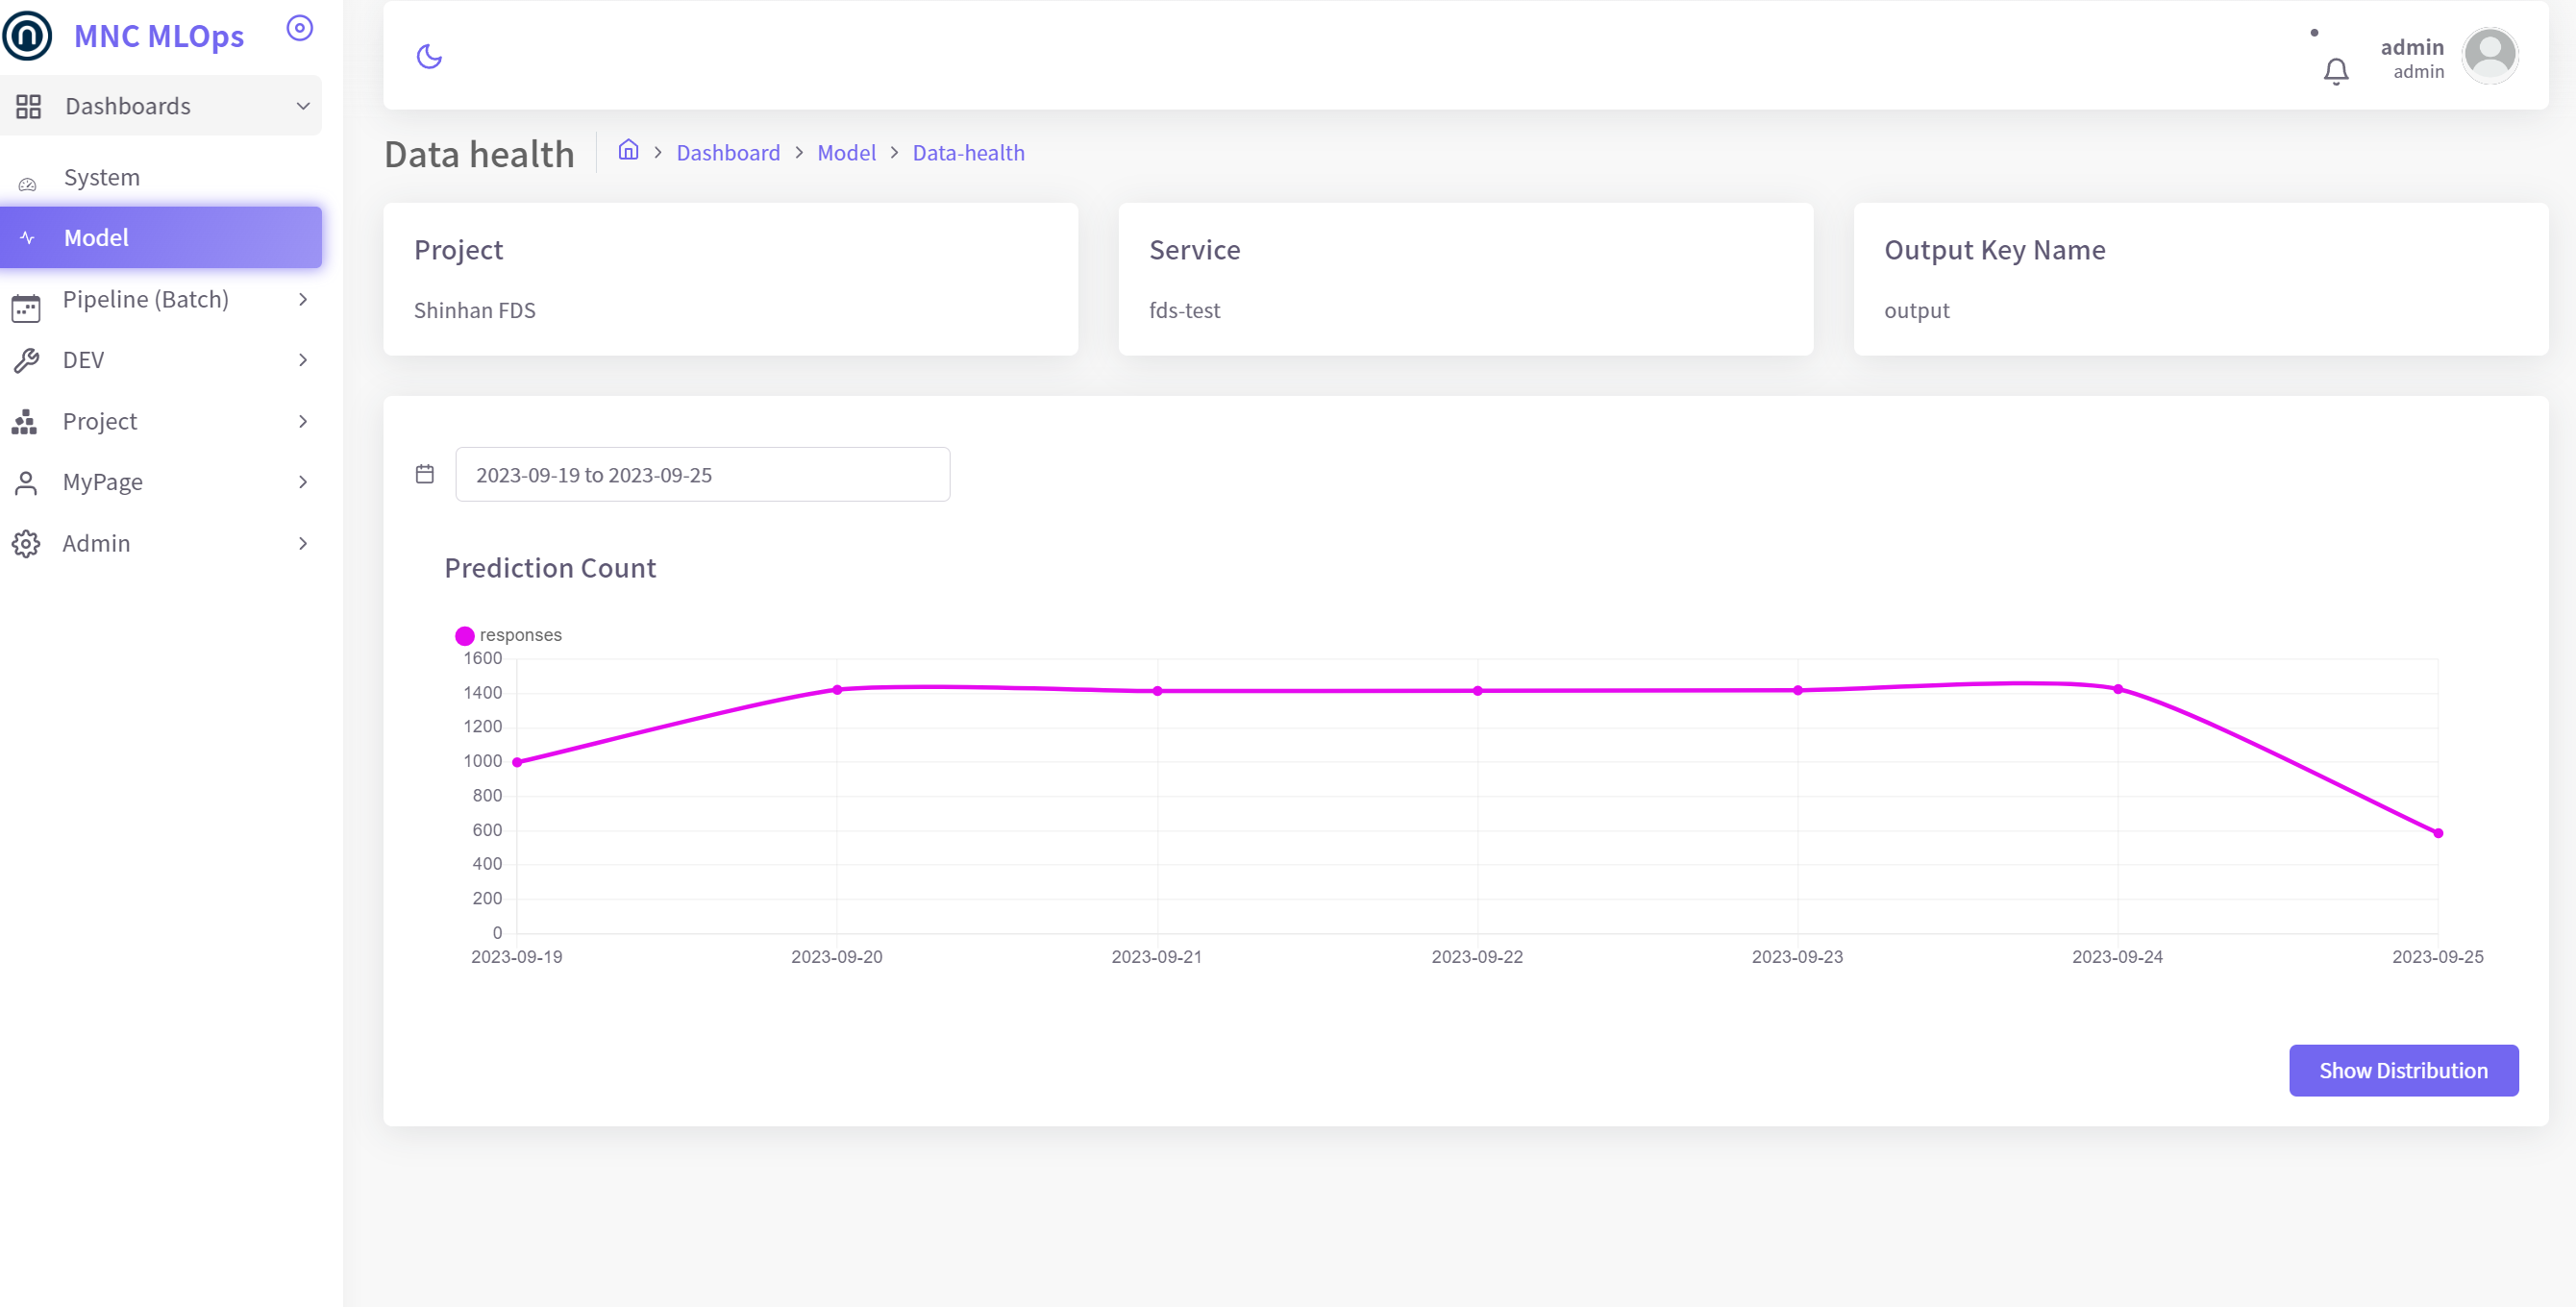 MNC MLOps
Dashboards
System
Model
Pipeline (Batch)
DEV
Project
MyPage
Admin
admin
admin
Data health
Dashboard
Model
Data-health
Project
Shinhan FDS
Service
fds-test
Output Key Name
output
2023-09-19 to 2023-09-25
Prediction Count
responses
1600
1400
1200
1000
800
600
400
200
0
2023-09-19 2023-09-20 2023-09-21 2023-09-22 2023-09-23 2023-09-24 2023-09-25
Show Distribution